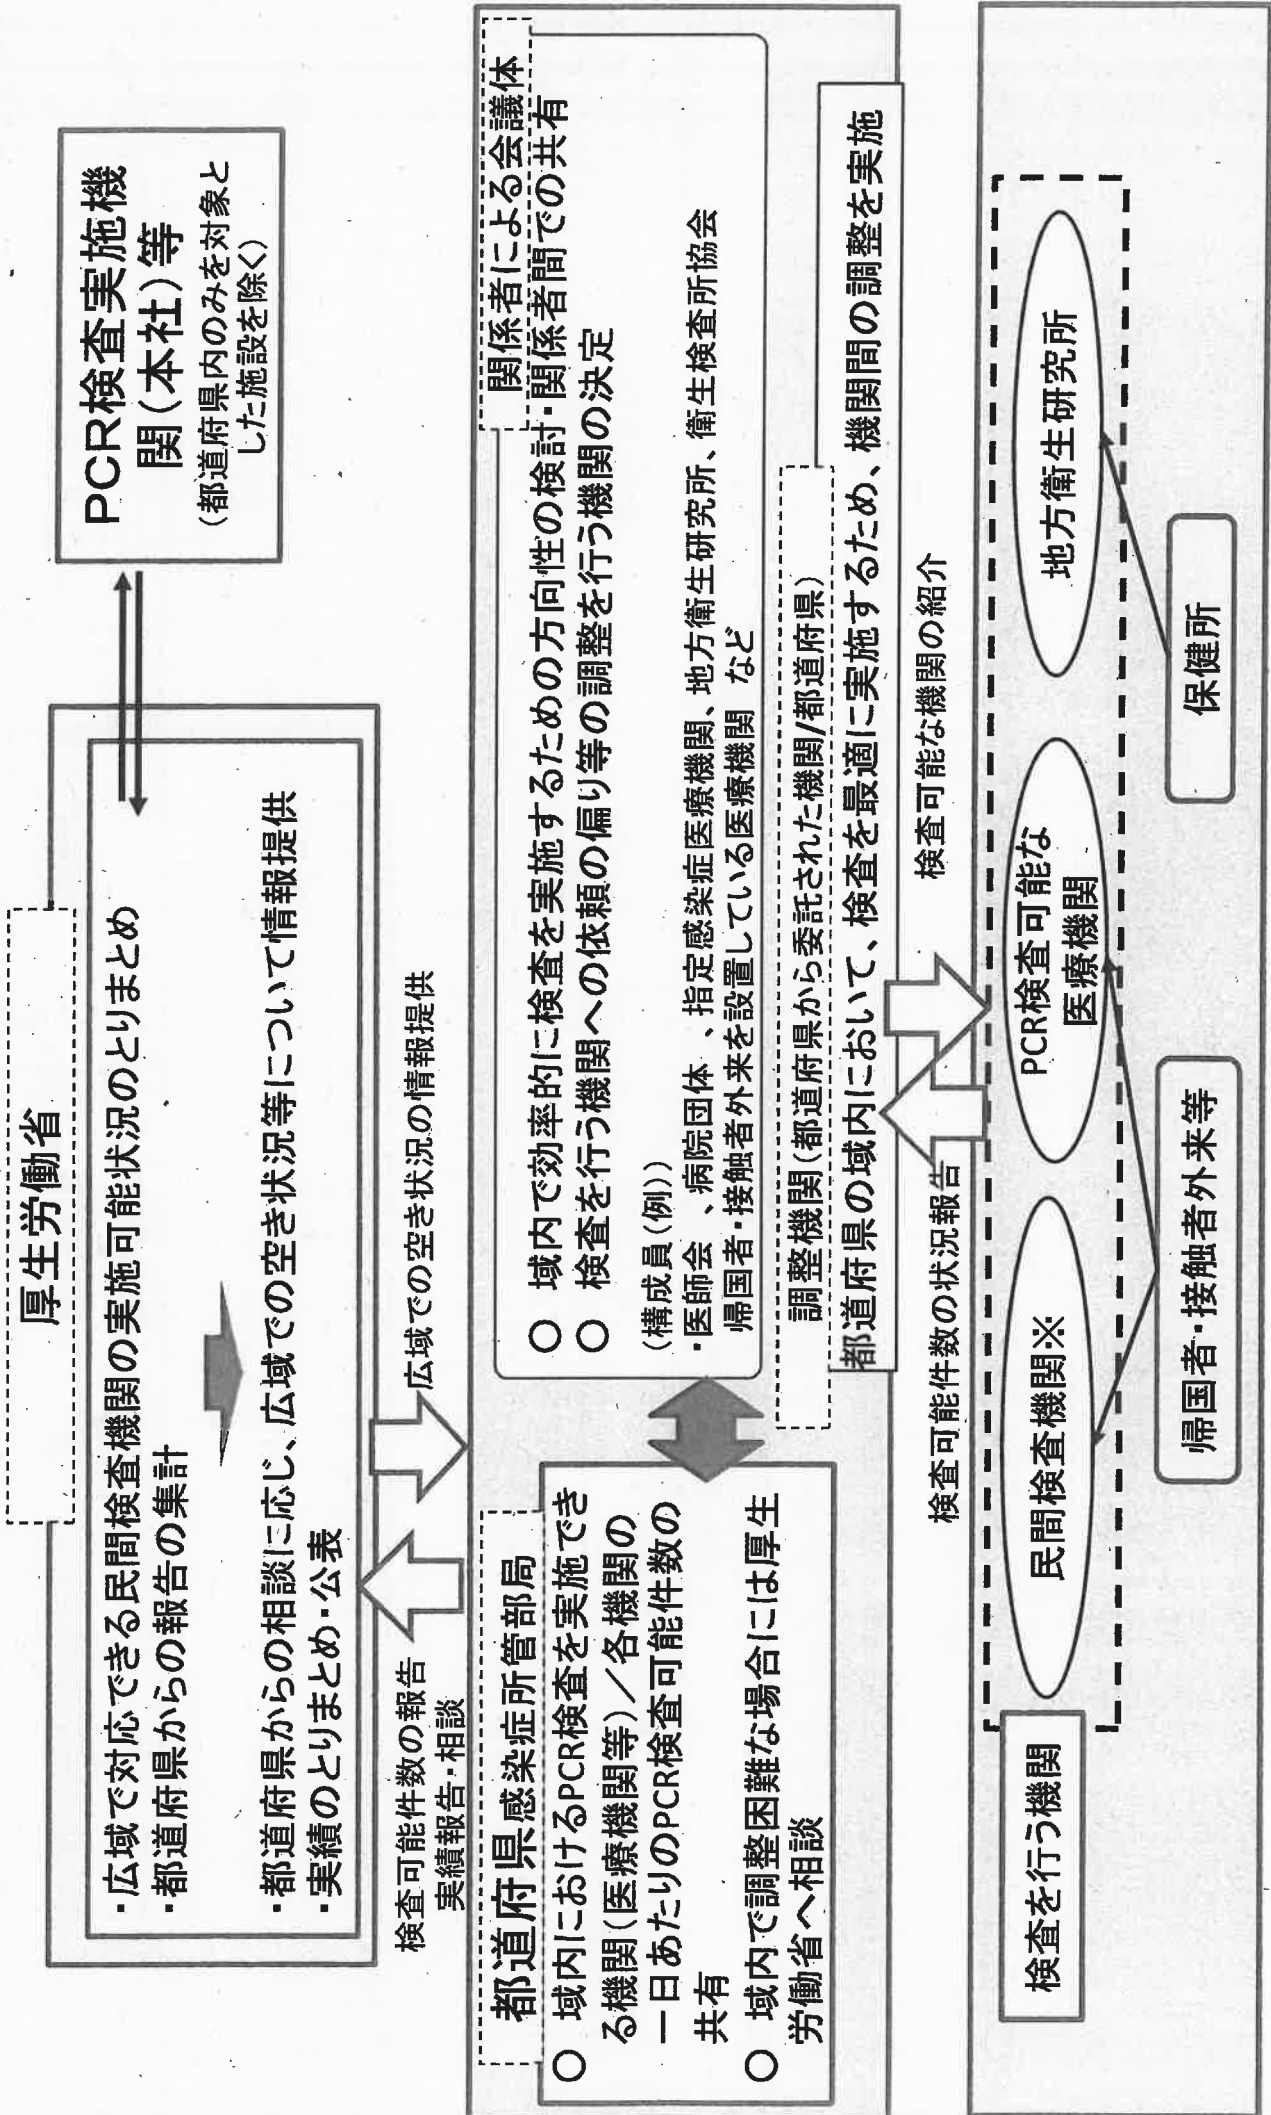 厚生労働省
・広域で対応できる民間検査機関の実施可能状況のとりまとめ
・都道府県からの報告の集計
・都道府県からの相談に応じ、広域での空き状況等について情報提供
・実績のとりまとめ・公表
PCR検査実施機
関(本社)等
(都道府県内のみを対象と
した施設を除く)
検査可能件数の報告
実績報告・相談
広域での空き状況の情報提供
都道府県感染症所管部局
○ 域内におけるPCR検査を実施でき
る機関(医療機関等)/各機関の
一日あたりのPCR検査可能件数の
共有
○ 域内で調整困難な場合には厚生
労働省へ相談
関係者による会議体
○ 域内で効率的に検査を実施するための方向性の検討・関係者間での共有
○ 検査を行う機関への依頼の偏り等の調整を行う機関の決定
(構成員(例))
・医師会 、病院団体 、指定感染症医療機関、地方衛生研究所、衛生検査所協会
帰国者・接触者外来を設置している医療機関 など
調整機関(都道府県から委託された機関/都道府県)
都道府県の域内において、検査を最適に実施するため、機関間の調整を実施
検査可能件数の状況報告
検査可能な機関の紹介
検査を行う機関
民間検査機関※
PCR検査可能な
医療機関
地方衛生研究所
帰国者・接触者外来等
保健所